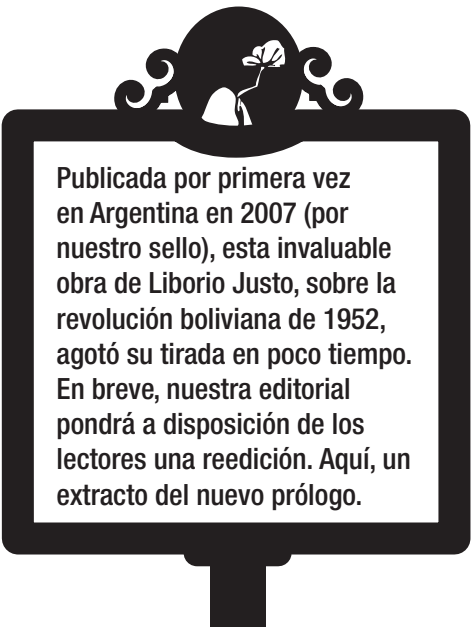 Publicada por primera vez
en Argentina en 2007 (por
nuestro sello), esta invaluable
obra de Liborio Justo, sobre la
revolución boliviana de 1952,
agotó su tirada en poco tiempo.
En breve, nuestra editorial
pondrá a disposición de los
lectores una reedición. Aquí, un
extracto del nuevo prólogo.